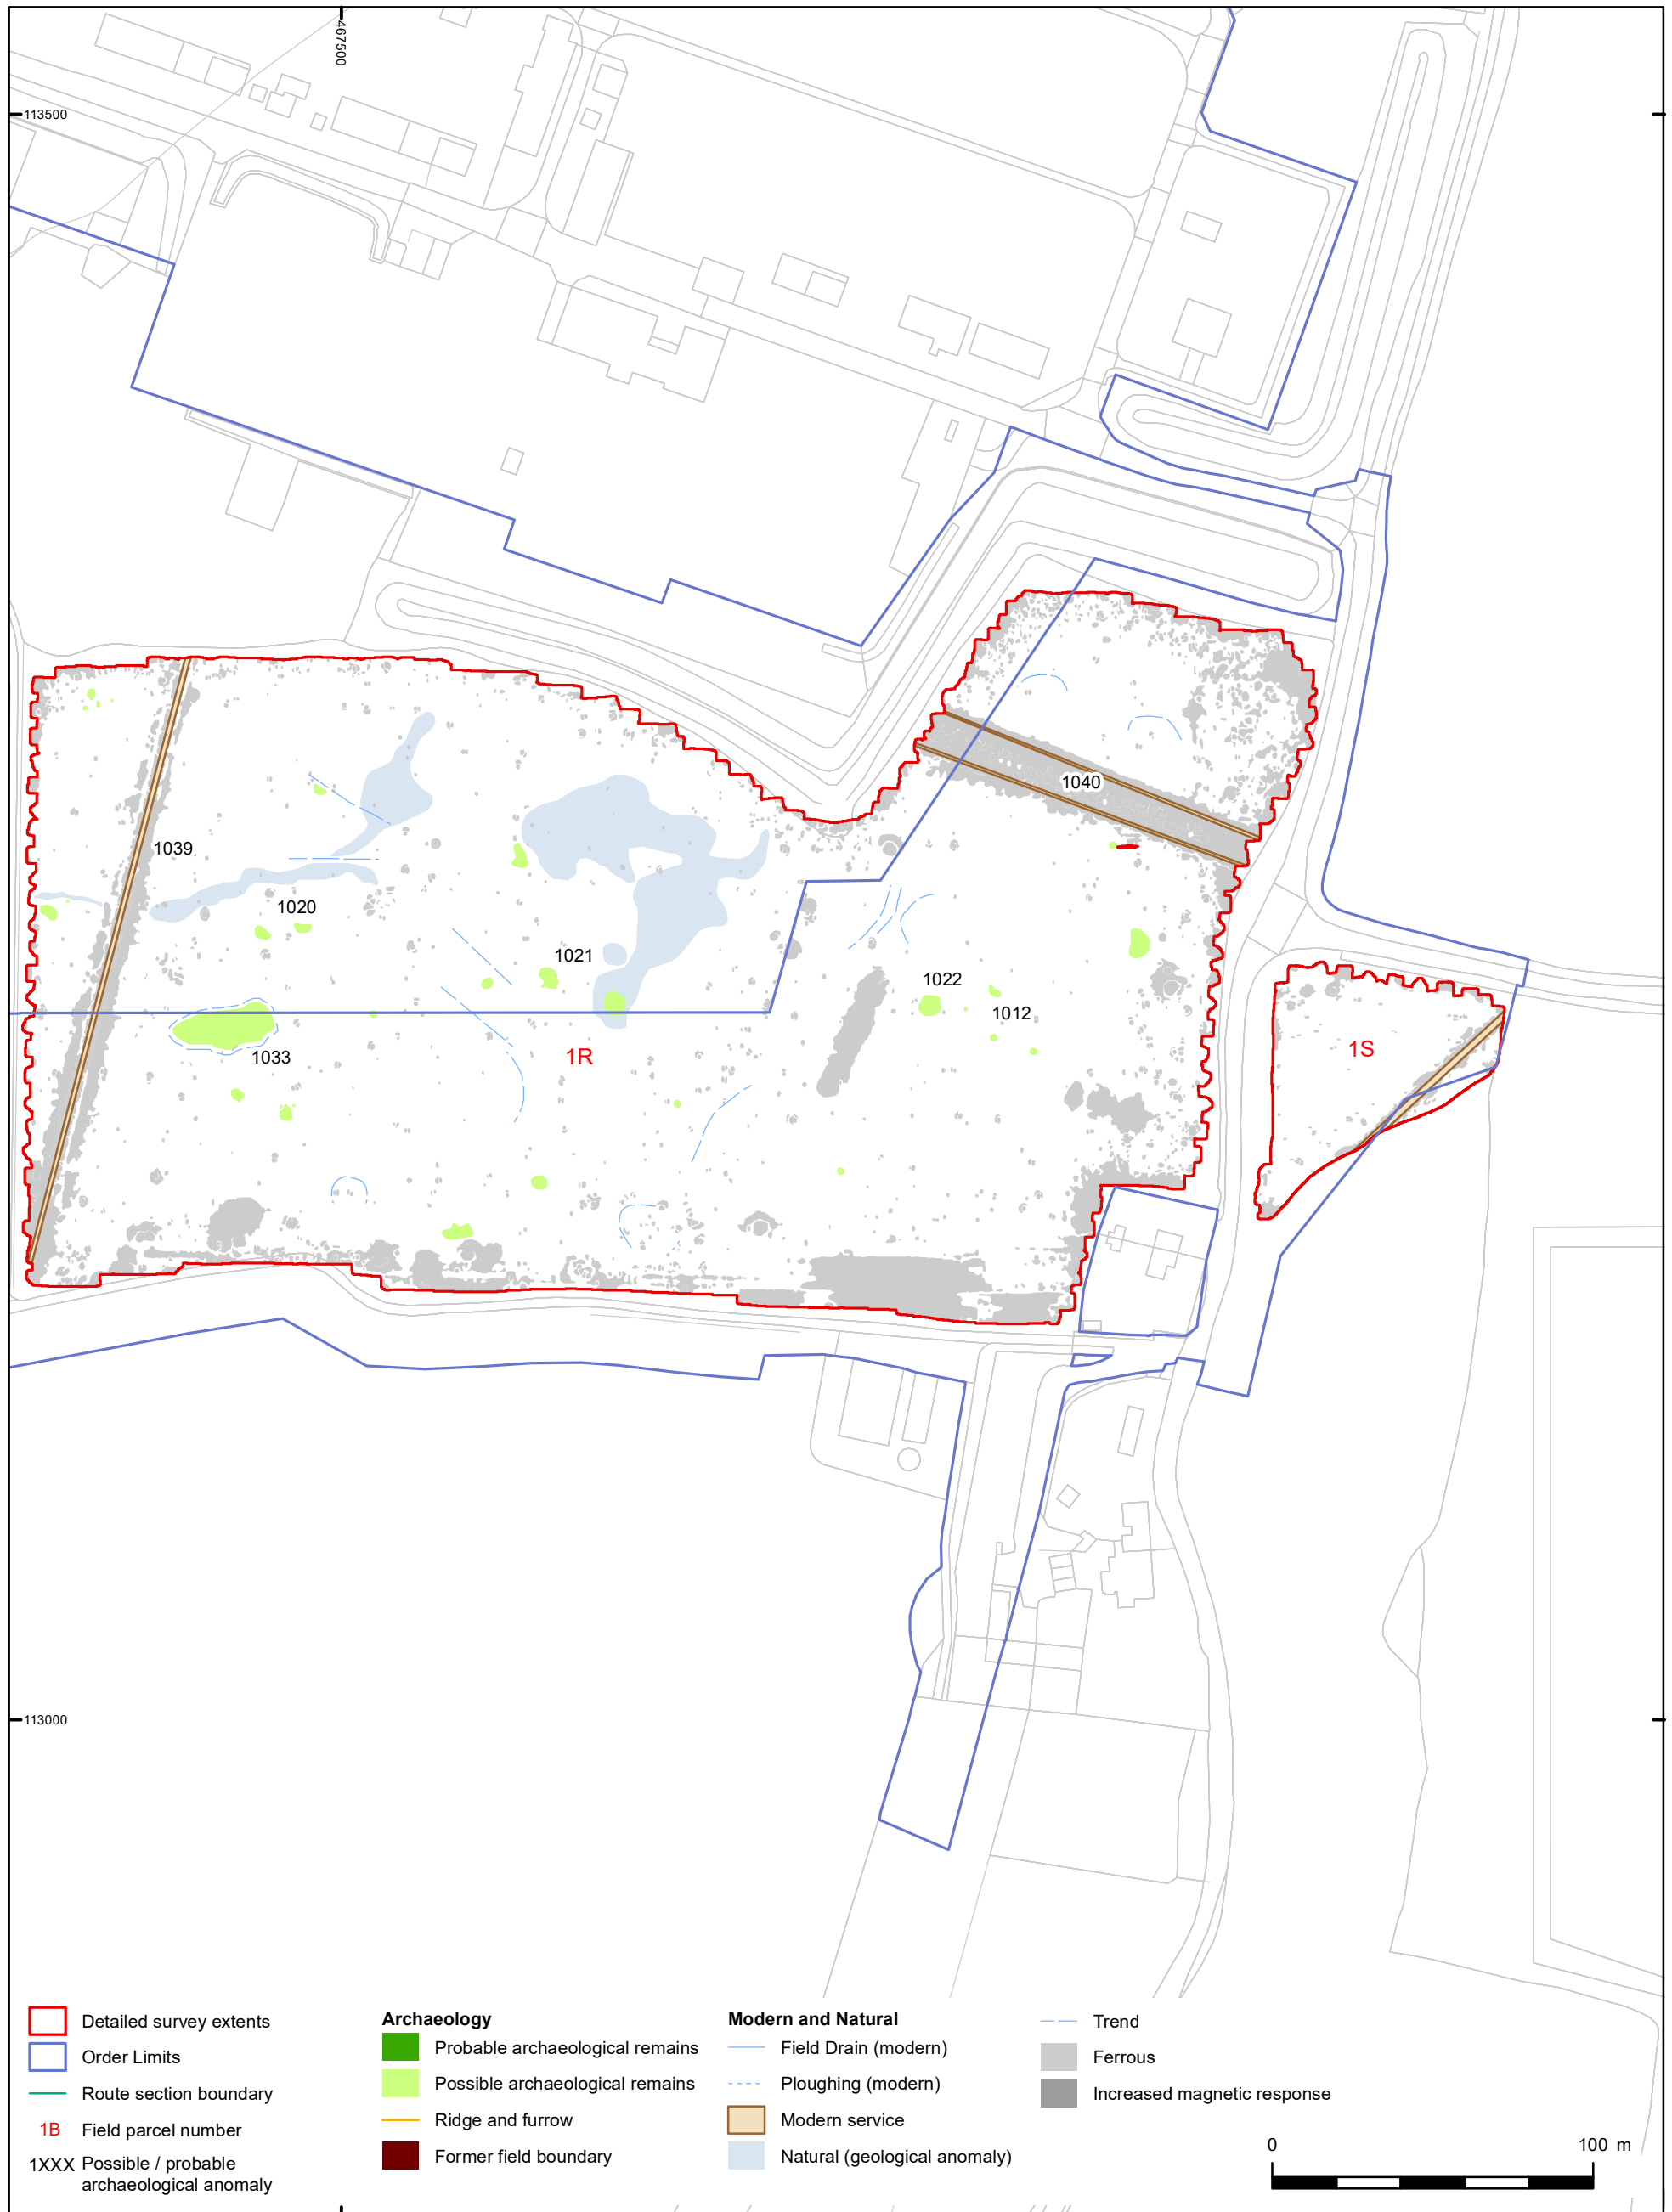 467500
113500
1040
1039
1020
1021
1022
1012
1033
1R
1S
113000
Detailed survey extents
Order Limits
Route section boundary
1B Field parcel number
1XXX Possible / probable
archaeological anomaly
Archaeology
Probable archaeological remains
Possible archaeological remains
Ridge and furrow
Former field boundary
Modern and Natural
Field Drain (modern)
Ploughing (modern)
Modern service
Natural (geological anomaly)
Trend
Ferrous
Increased magnetic response
0 100 m